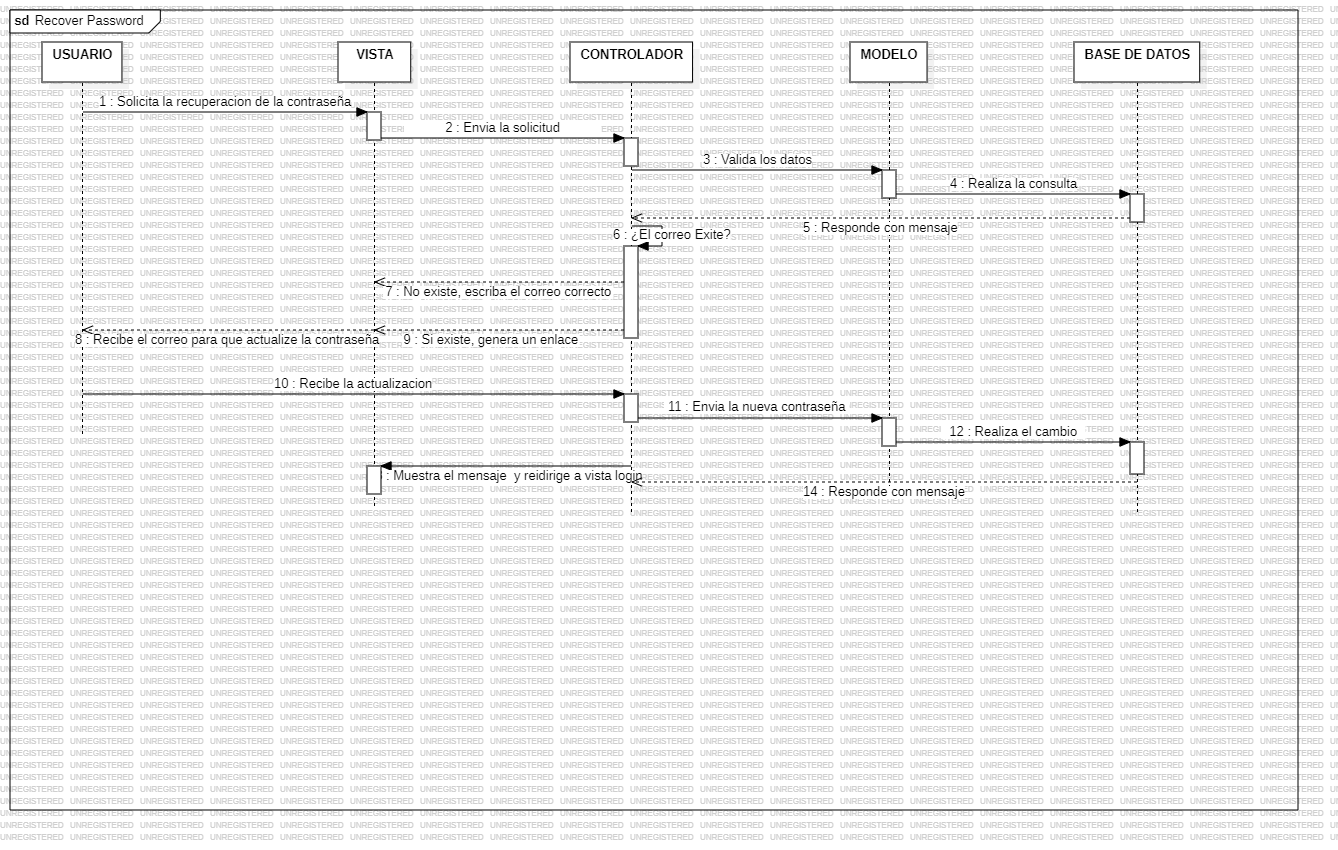 sd Recover Password
USUARIO
VISTA
CONTROLADOR
MODELO
BASE DE DATOS
1 : Solicita la recuperacion de la contraseña
2 : Envia la solicitud
3 : Valida los datos
4 : Realiza la consulta
5 : Responde con mensaje
6 : ¿El correo Exite?
7 : No existe, escriba el correo correcto
8 : Recibe el correo para que actualize la contraseña
9 : Si existe, genera un enlace
10 : Recibe la actualizacion
11 : Envia la nueva contraseña
12 : Realiza el cambio
: Muestra el mensaje y reidirige a vista login
14 : Responde con mensaje
UNREGISTERED